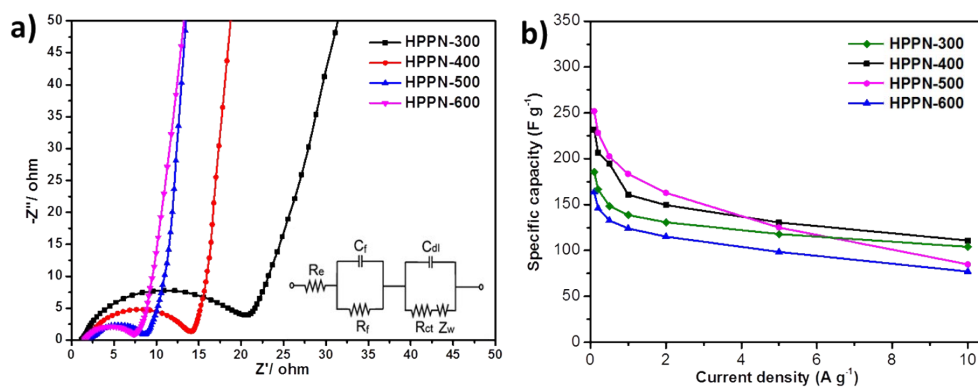 a)
50
45
40
35
30
25
20
15
10
5
0
-Z''/ ohm
HPPN-300
HPPN-400
HPPN-500
HPPN-600
Re
Cf
Rf
Cdl
Rct Zw
0 5 10 15 20 25 30 35 40 45 50
Z'/ ohm
b)
350
300
250
200
150
100
50
0
Specific capacity (F g⁻¹)
HPPN-300
HPPN-400
HPPN-500
HPPN-600
0 2 4 6 8 10
Current density (A g⁻¹)